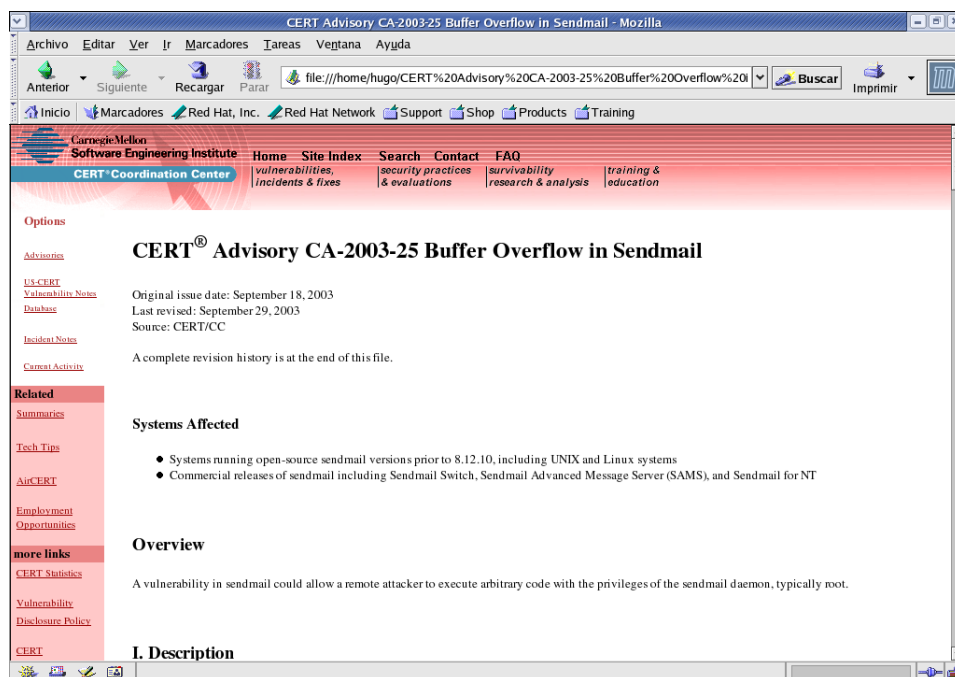 CERT Advisory CA-2003-25 Buffer Overflow in Sendmail - Mozilla
Archivo Editar Ver Ir Marcadores Tareas Ventana Ayuda
Anterior Siguiente Recargar Parar file:///home/hugo/CERT%20Advisory%20CA-2003-25%20Buffer%20Overflow%20 Buscar Imprimir
Inicio Marcadores Red Hat, Inc. Red Hat Network Support Shop Products Training
CarnegieMellon
Software Engineering Institute
CERT® Coordination Center
Home Site Index Search Contact FAQ
vulnerabilities, incidents & fixes
security practices & evaluations
survivability research & analysis
training & education
Options
Advisories
US-CERT
Vulnerability Notes
Database
Incident Notes
Current Activity
Related
Summaries
Tech Tips
AirCERT
Employment
Opportunities
more links
CERT Statistics
Vulnerability
Disclosure Policy
CERT
CERT® Advisory CA-2003-25 Buffer Overflow in Sendmail
Original issue date: September 18, 2003
Last revised: September 29, 2003
Source: CERT/CC
A complete revision history is at the end of this file.
Systems Affected
Systems running open-source sendmail versions prior to 8.12.10, including UNIX and Linux systems
Commercial releases of sendmail including Sendmail Switch, Sendmail Advanced Message Server (SAMS), and Sendmail for NT
Overview
A vulnerability in sendmail could allow a remote attacker to execute arbitrary code with the privileges of the sendmail daemon, typically root.
I. Description